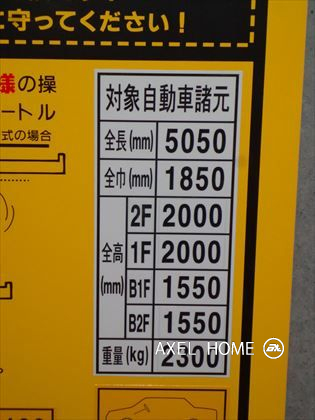 に守ってください！
様の操
ートル
式の場合
対象自動車諸元
全長(mm) 5050
全巾(mm) 1850
全高(mm) 2F 2000
1F 2000
B1F 1550
B2F 1550
重量(kg) 2300
AXEL HOME